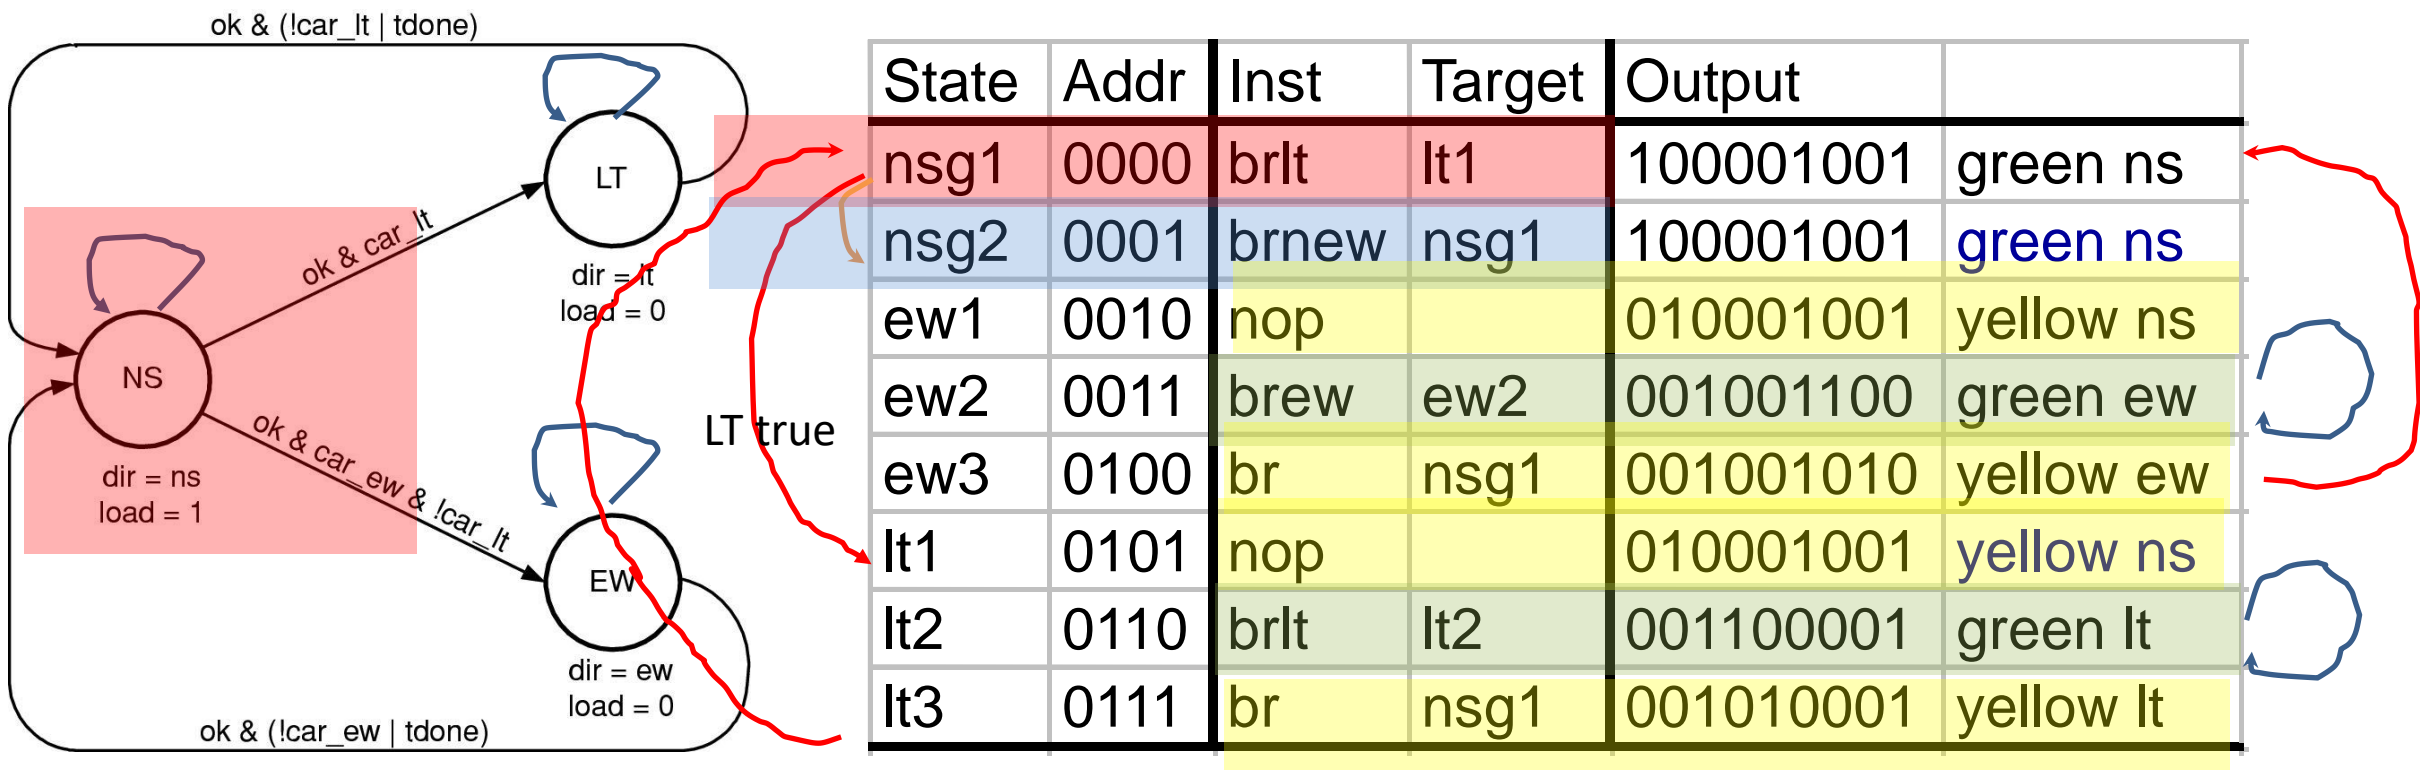 ok & (!car_lt | tdone)
LT
dir = lt
load = 0
ok & car_lt
NS
dir = ns
load = 1
ok & car_ew & !car_lt
EW
dir = ew
load = 0
ok & (!car_ew | tdone)
LT true
State Addr Inst Target Output
nsg1 0000 brlt lt1 100001001 green ns
nsg2 0001 brnew nsg1 100001001 green ns
ew1 0010 nop 010001001 yellow ns
ew2 0011 brew ew2 001001100 green ew
ew3 0100 br nsg1 001001010 yellow ew
lt1 0101 nop 010001001 yellow ns
lt2 0110 brlt lt2 001100001 green lt
lt3 0111 br nsg1 001010001 yellow lt